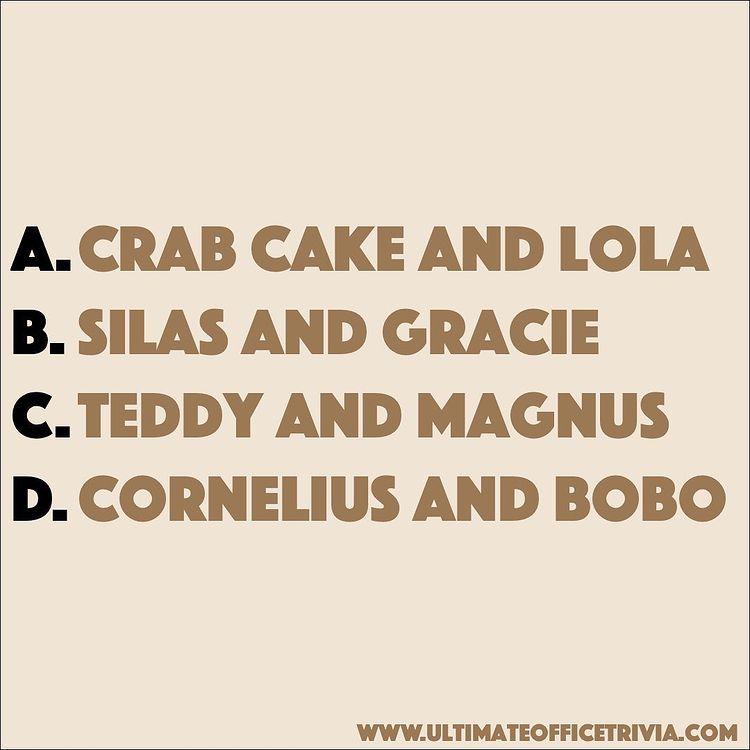 A. CRAB CAKE AND LOLA
B. SILAS AND GRACIE
C. TEDDY AND MAGNUS
D. CORNELIUS AND BOBO
WWW.ULTIMATEOFFICETRIVIA.COM